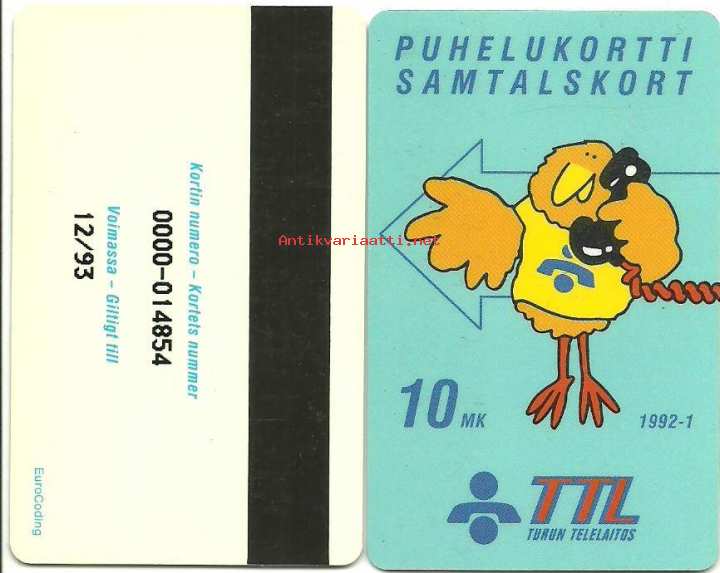 Kortin numero – Kortets nummer
0000-014854
Voimassa – Giltigt till
12/93
EuroCoding
PUHELUKORTTI
SAMTALSKORT
Antikvariaatti.net
10 MK
1992-1
TTL
TURUN TELELAITOS